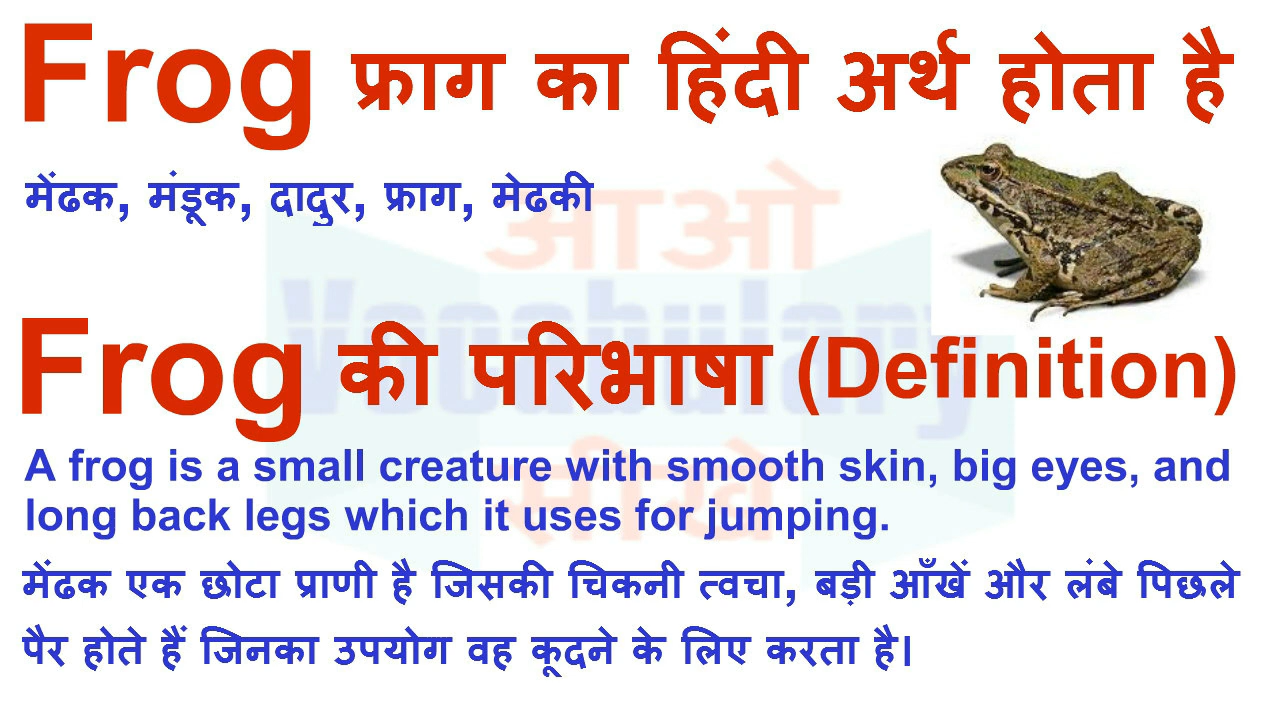 Frog फ्राग का हिंदी अर्थ होता है
मेंढक, मंडूक, दादुर, फ्राग, मेढकी
आओ
Vocabulary
Frog की परिभाषा (Definition)
सीखे
A frog is a small creature with smooth skin, big eyes, and
long back legs which it uses for jumping.
मेंढक एक छोटा प्राणी है जिसकी चिकनी त्वचा, बड़ी आँखें और लंबे पिछले
पैर होते हैं जिनका उपयोग वह कूदने के लिए करता है।